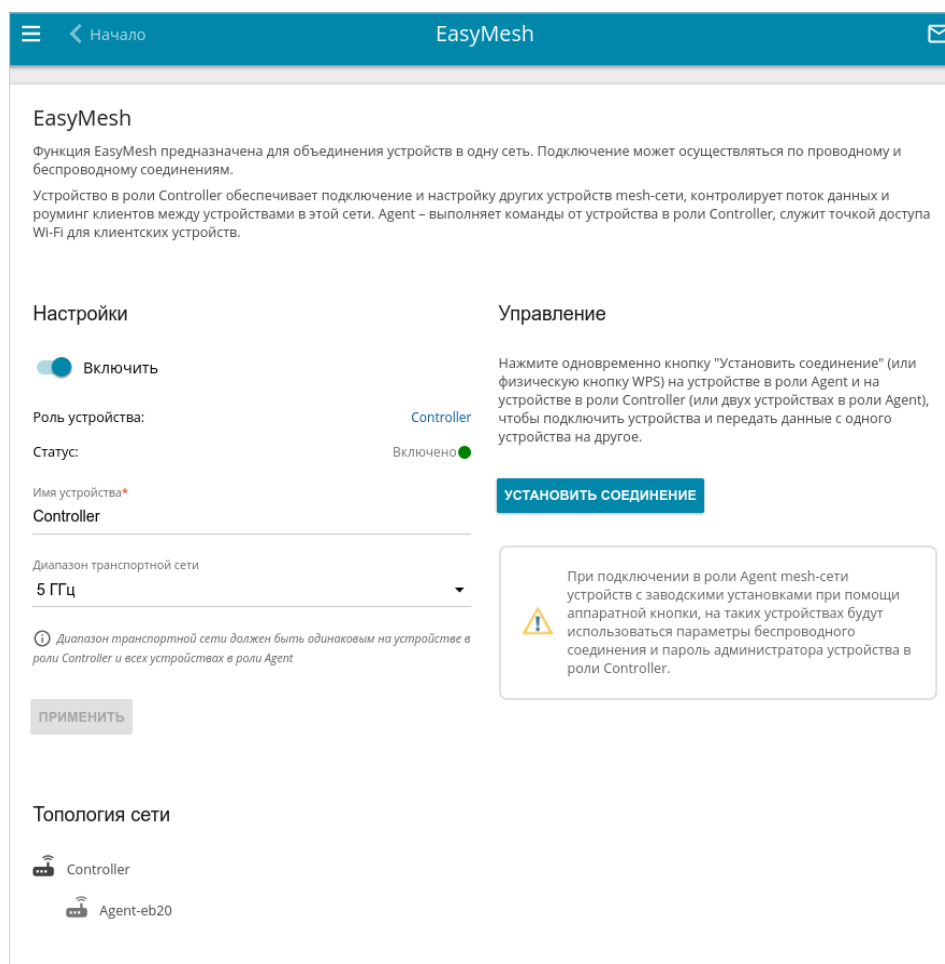 Начало
EasyMesh
EasyMesh
Функция EasyMesh предназначена для объединения устройств в одну сеть. Подключение может осуществляться по проводному и
беспроводному соединениям.
Устройство в роли Controller обеспечивает подключение и настройку других устройств mesh-сети, контролирует поток данных и
роуминг клиентов между устройствами в этой сети. Agent – выполняет команды от устройства в роли Controller, служит точкой доступа
Wi-Fi для клиентских устройств.
Настройки
Включить
Роль устройства: Controller
Статус: Включено
Имя устройства*
Controller
Диапазон транспортной сети
5 ГГц
Диапазон транспортной сети должен быть одинаковым на устройстве в
роли Controller и всех устройствах в роли Agent
ПРИМЕНИТЬ
Управление
Нажмите одновременно кнопку "Установить соединение" (или
физическую кнопку WPS) на устройстве в роли Agent и на
устройстве в роли Controller (или двух устройствах в роли Agent),
чтобы подключить устройства и передать данные с одного
устройства на другое.
УСТАНОВИТЬ СОЕДИНЕНИЕ
При подключении в роли Agent mesh-сети
устройств с заводскими установками при помощи
аппаратной кнопки, на таких устройствах будут
использоваться параметры беспроводного
соединения и пароль администратора устройства в
роли Controller.
Топология сети
Controller
Agent-eb20